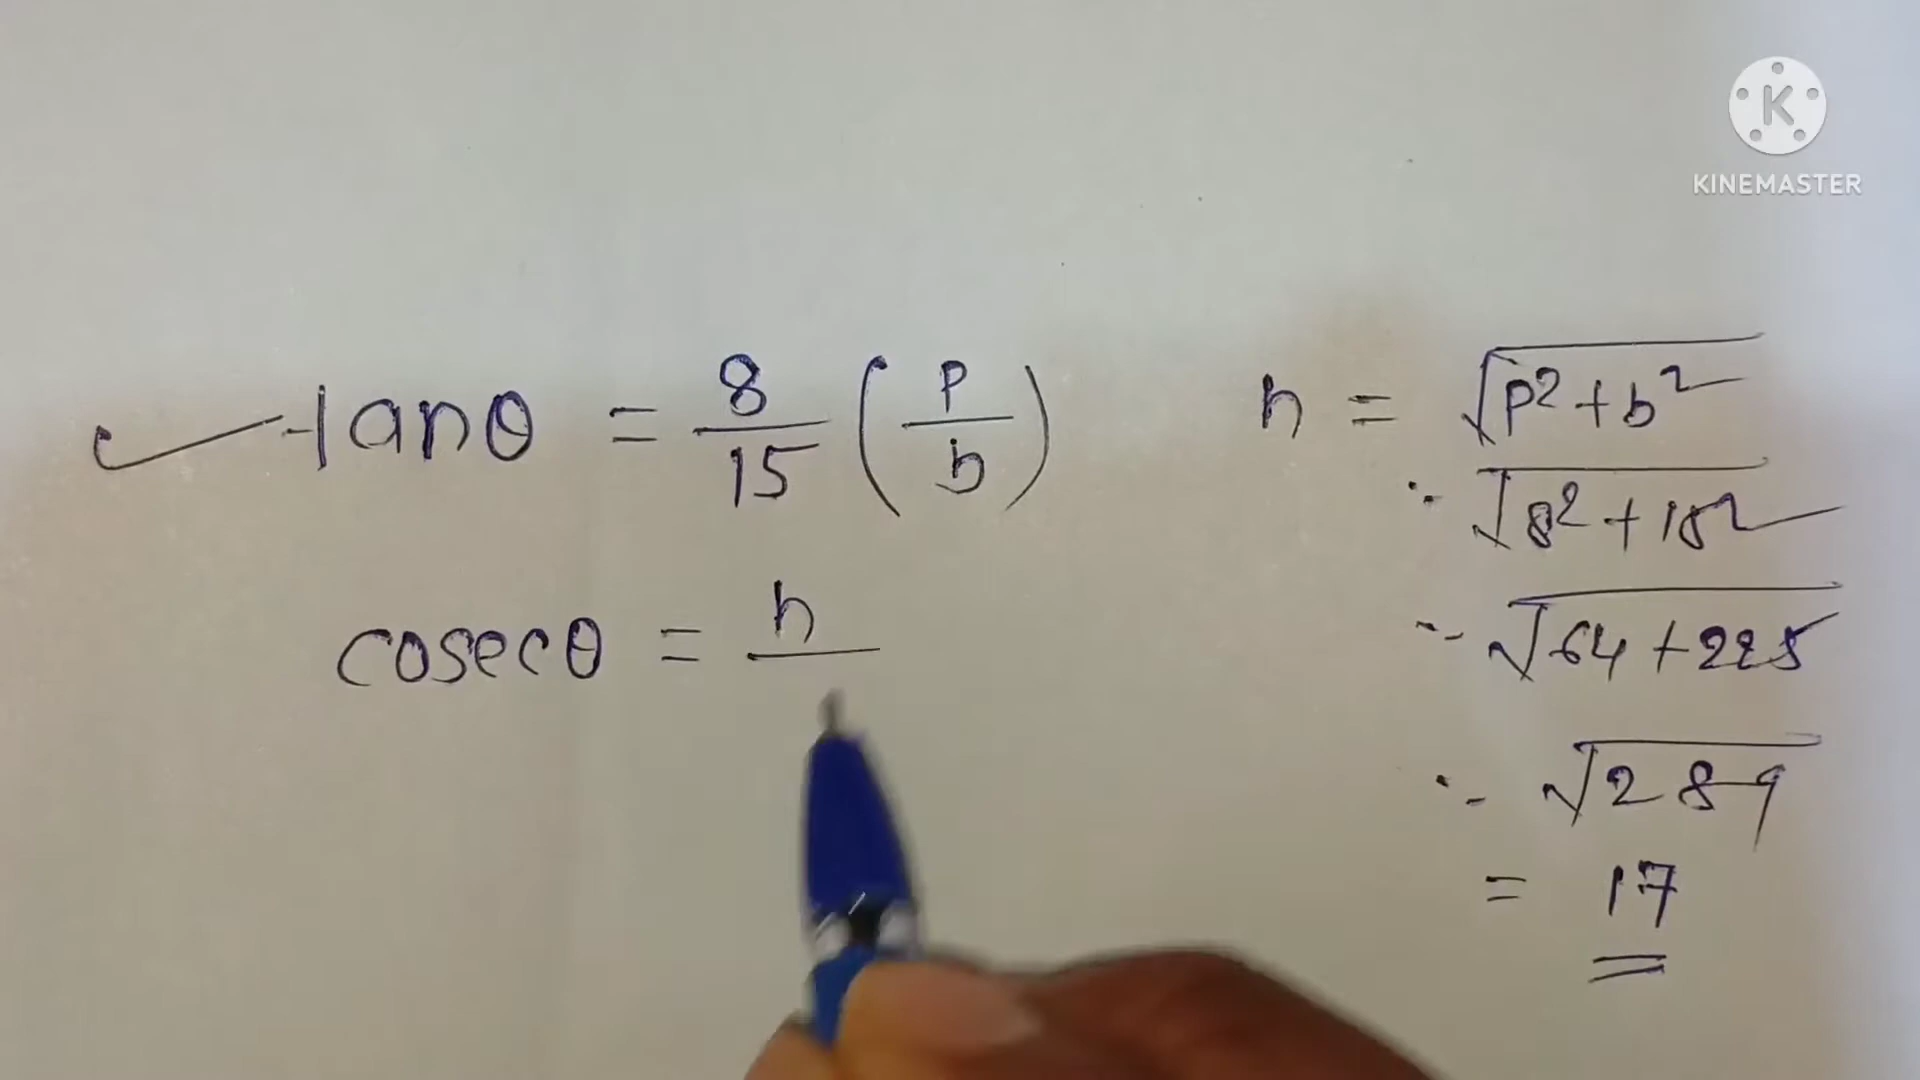 KINEMASTER
tanθ = 8/15 (p/b)
cosecθ = h/
h = √p² + b²
= √8² + 15²
= √64 + 225
= √289
= 17